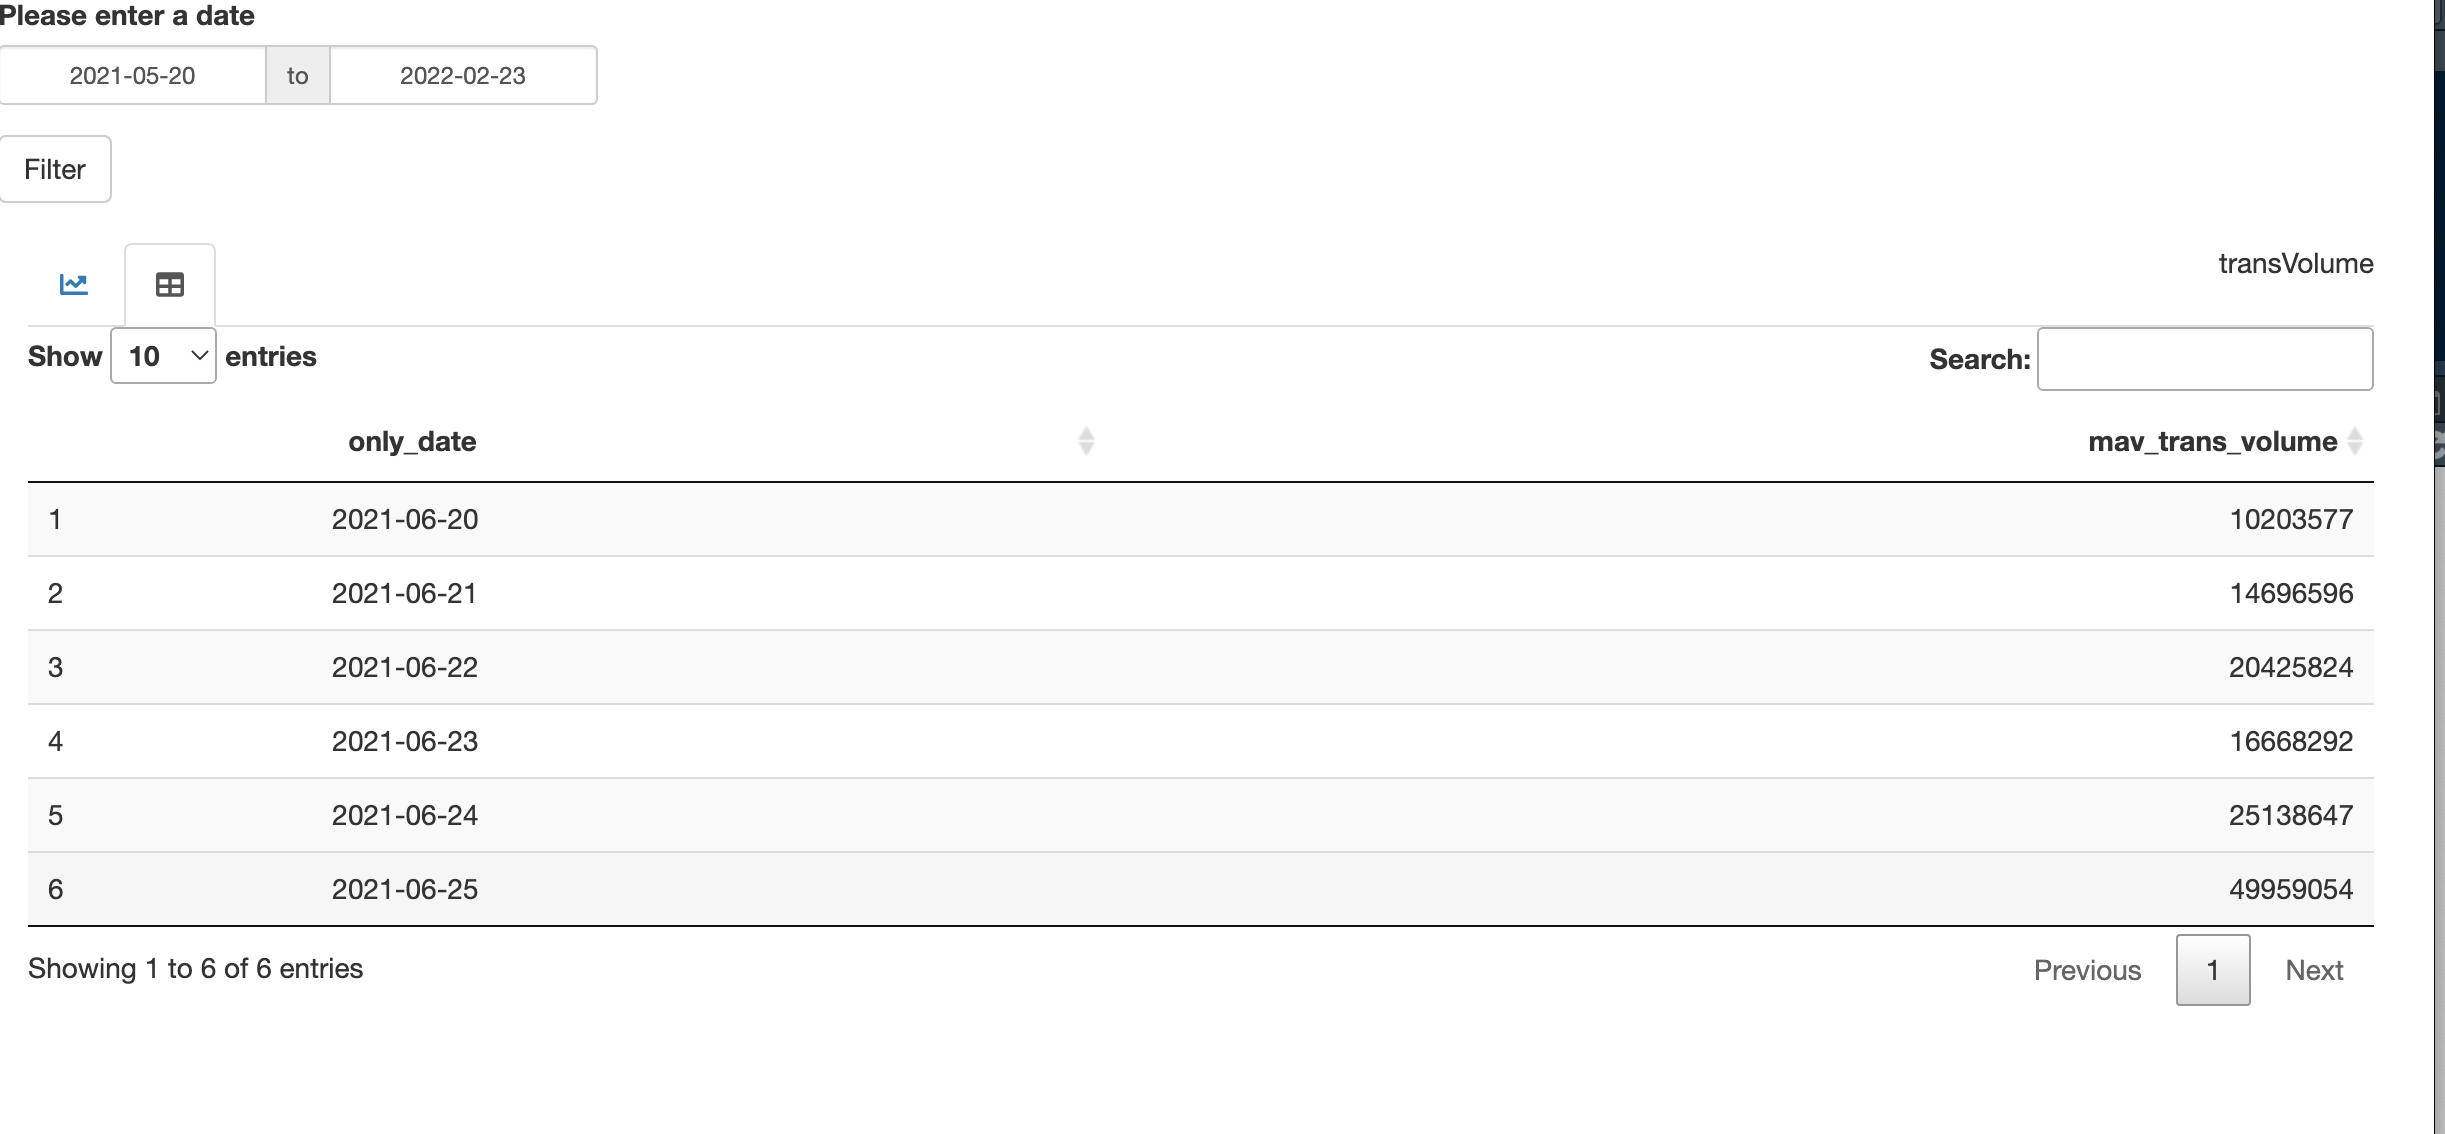 Please enter a date
2021-05-20 to 2022-02-23
Filter
transVolume
Show 10 entries Search:
only_date mav_trans_volume
1 2021-06-20 10203577
2 2021-06-21 14696596
3 2021-06-22 20425824
4 2021-06-23 16668292
5 2021-06-24 25138647
6 2021-06-25 49959054
Showing 1 to 6 of 6 entries Previous 1 Next